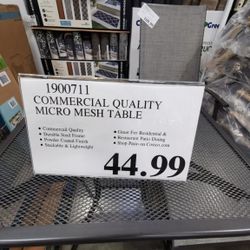 1900711
COMMERCIAL QUALITY
MICRO MESH TABLE
• Commercial Quality
• Durable Steel Frame
• Powder Coated Finish
• Stackable & Lightweight
• Great For Residential &
Restaurant Patio Dining
• Shop Patio on Costco.com
44.99